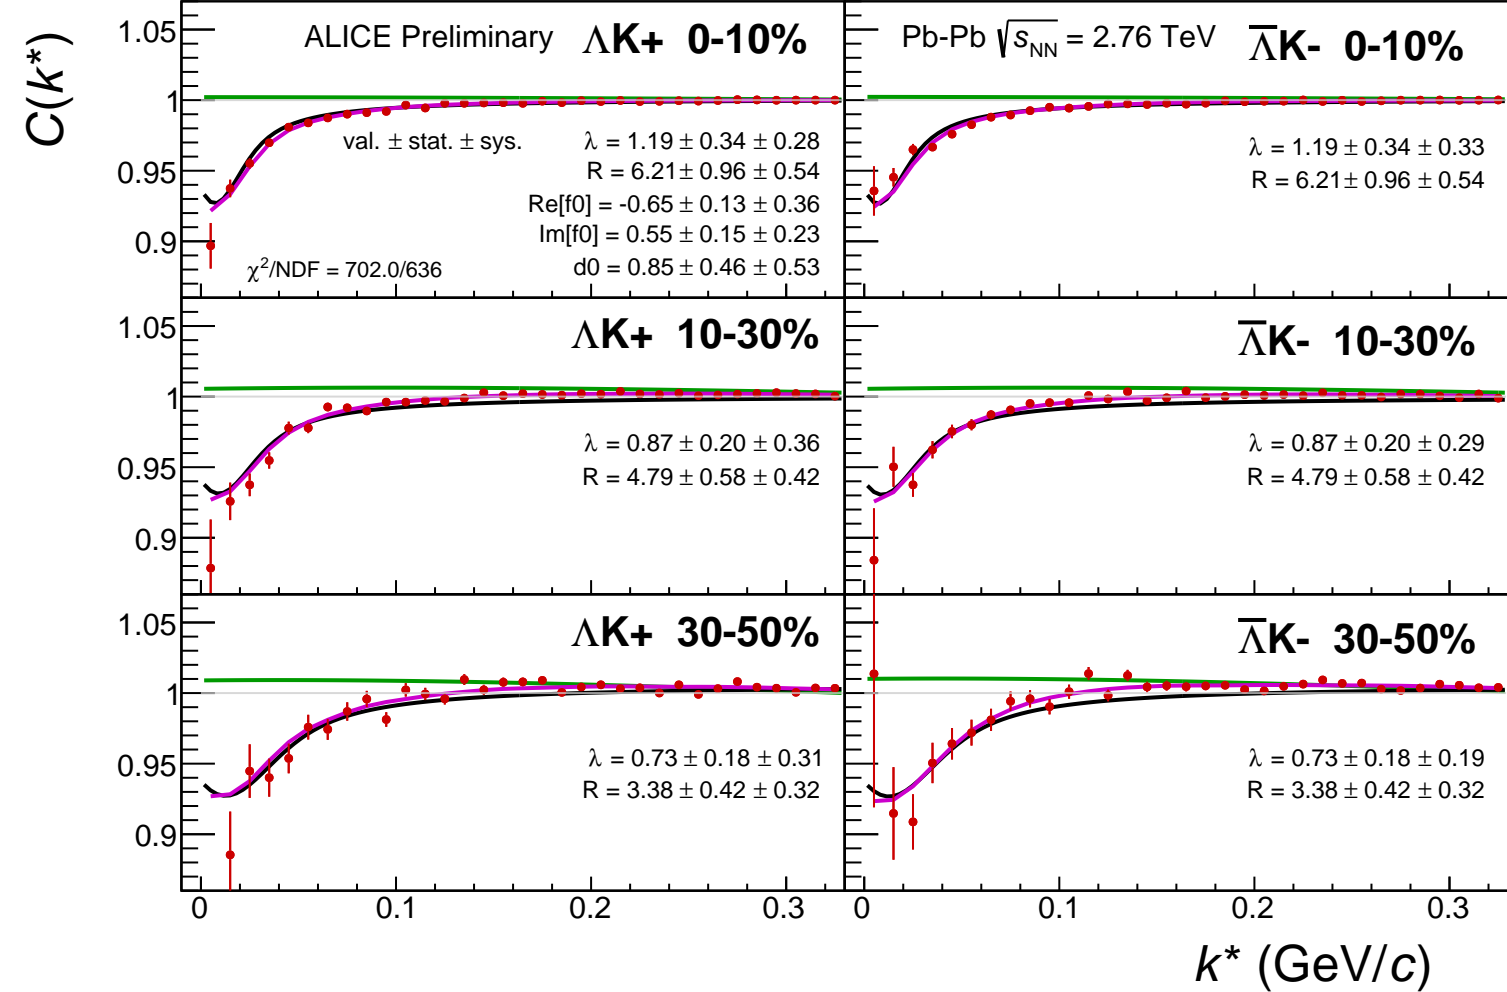 C(k*)
ALICE Preliminary ΛK+ 0-10%
1.05
1
0.95
0.9
val. ± stat. ± sys.
λ = 1.19 ± 0.34 ± 0.28
R = 6.21 ± 0.96 ± 0.54
Re[f0] = -0.65 ± 0.13 ± 0.36
Im[f0] = 0.55 ± 0.15 ± 0.23
d0 = 0.85 ± 0.46 ± 0.53
χ²/NDF = 702.0/636
Pb-Pb √s_NN = 2.76 TeV Λ̅K- 0-10%
λ = 1.19 ± 0.34 ± 0.33
R = 6.21 ± 0.96 ± 0.54
ΛK+ 10-30%
1.05
1
0.95
0.9
λ = 0.87 ± 0.20 ± 0.36
R = 4.79 ± 0.58 ± 0.42
Λ̅K- 10-30%
λ = 0.87 ± 0.20 ± 0.29
R = 4.79 ± 0.58 ± 0.42
ΛK+ 30-50%
1.05
1
0.95
0.9
λ = 0.73 ± 0.18 ± 0.31
R = 3.38 ± 0.42 ± 0.32
Λ̅K- 30-50%
λ = 0.73 ± 0.18 ± 0.19
R = 3.38 ± 0.42 ± 0.32
0 0.1 0.2 0.3 0 0.1 0.2 0.3
k* (GeV/c)